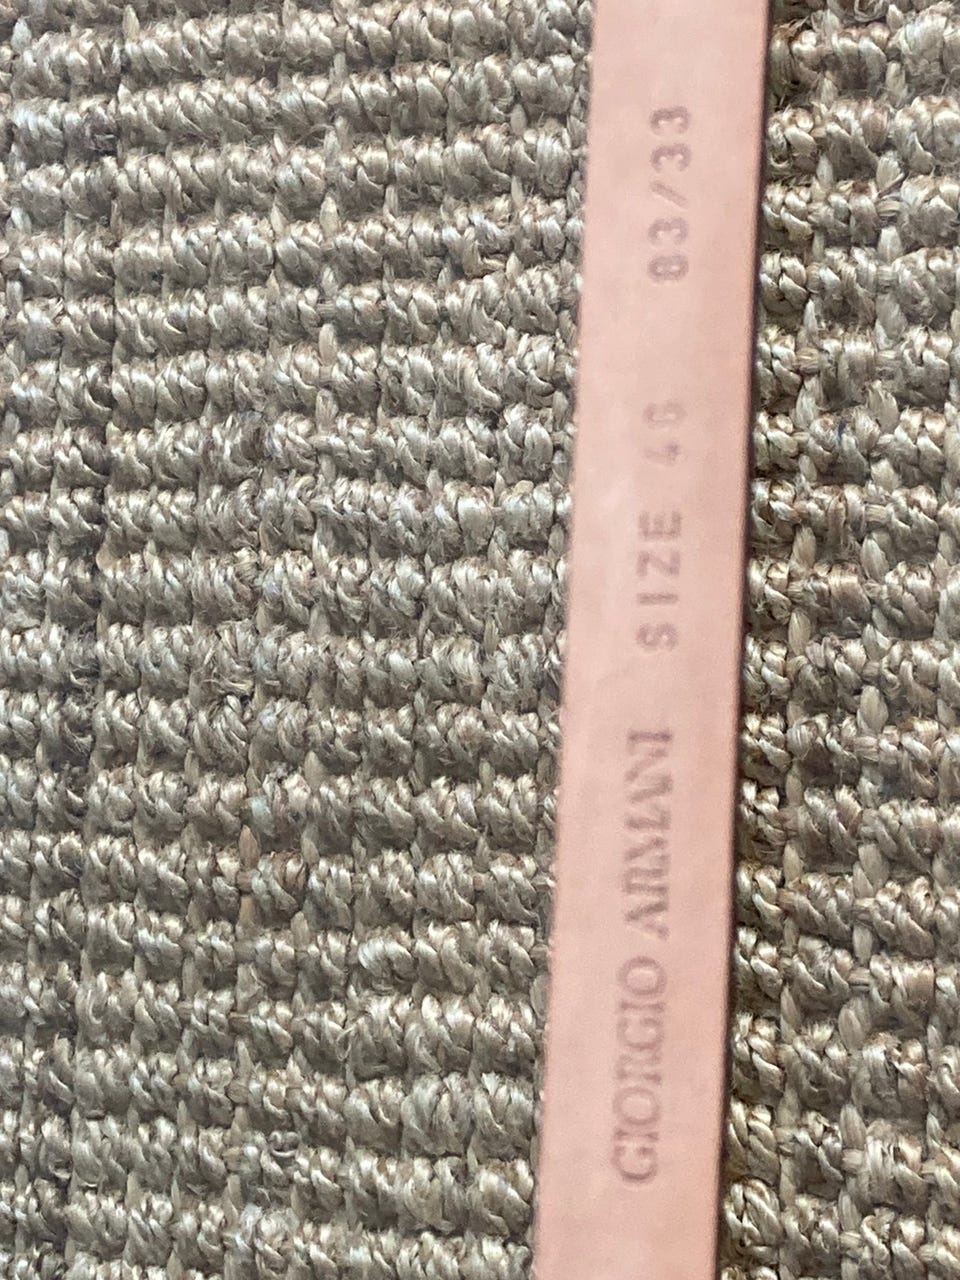 GIORGIO ARMANI SIZE 46 83/33